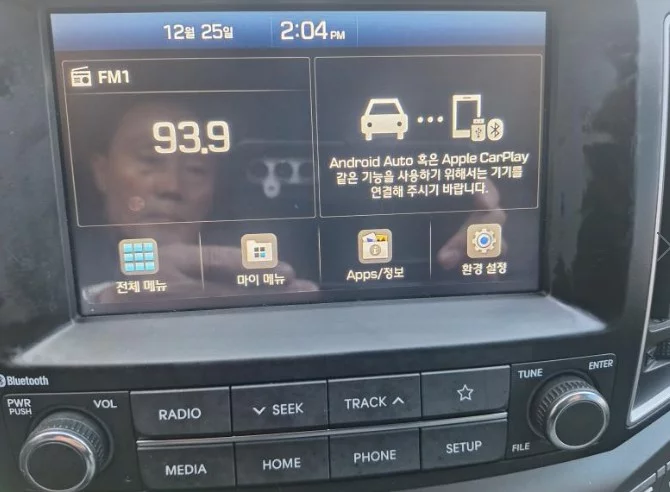 12월 25일 2:04 PM
FM1
93.9
Android Auto 혹은 Apple CarPlay
같은 기능을 사용하기 위해서는 기기를
연결해 주시기 바랍니다.
전체 메뉴
마이 메뉴
Apps/정보
환경 설정
Bluetooth
PWR
PUSH
VOL
RADIO
SEEK
TRACK
TUNE
ENTER
MEDIA
HOME
PHONE
SETUP
FILE